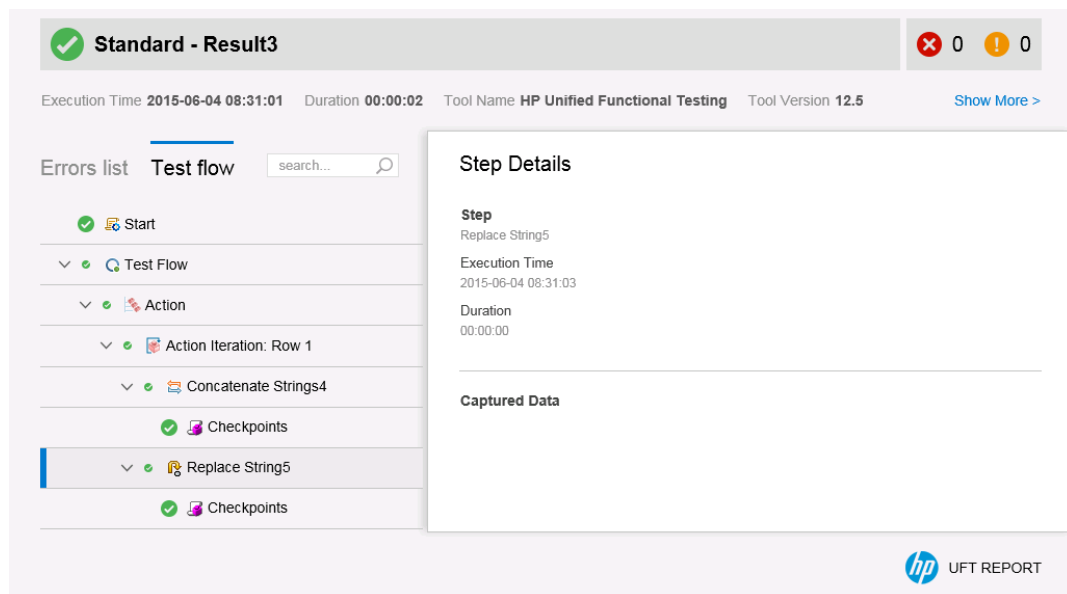 Standard - Result3
0
! 0
Execution Time 2015-06-04 08:31:01 Duration 00:00:02 Tool Name HP Unified Functional Testing Tool Version 12.5 Show More >
Errors list Test flow search...
Step Details
Start
Test Flow
Action
Action Iteration: Row 1
Concatenate Strings4
Checkpoints
Replace String5
Checkpoints
Step
Replace String5
Execution Time
2015-06-04 08:31:03
Duration
00:00:00
Captured Data
hp UFT REPORT